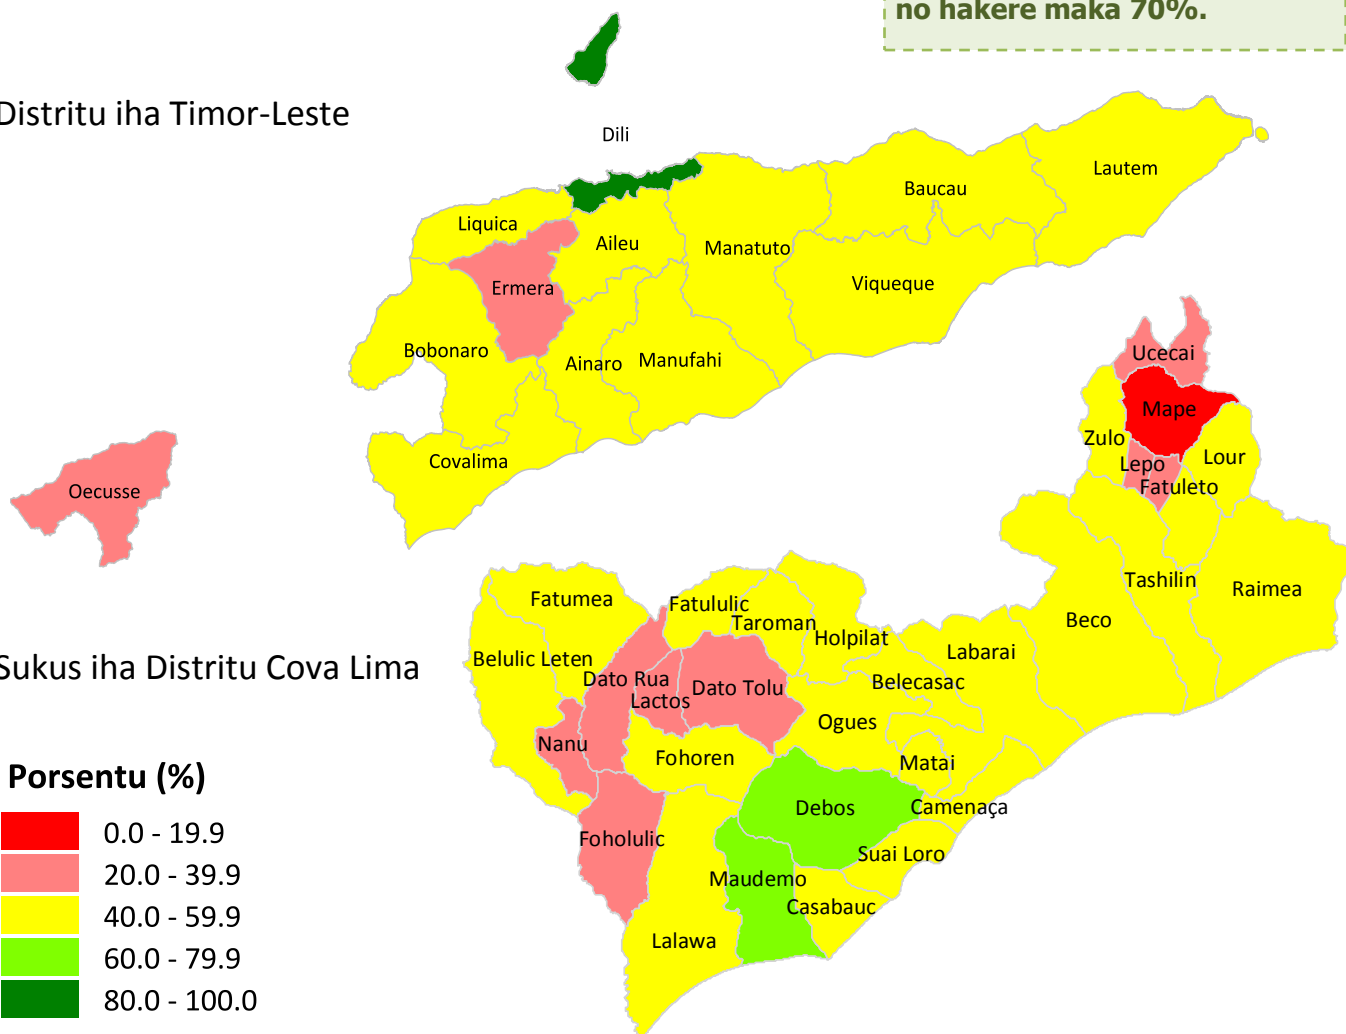 no hakere maka 70%.
Distritu iha Timor-Leste
Dili
Lautem
Baucau
Liquica
Aileu
Manatuto
Viqueque
Ermera
Bobonaro
Ainaro
Manufahi
Covalima
Oecusse
Ucecai
Mape
Zulo
Lour
Lepo
Fatuleto
Tashilin
Raimea
Beco
Sukus iha Distritu Cova Lima
Fatumea
Fatululic
Taroman
Holpilat
Labarai
Belulic Leten
Dato Rua
Lactos
Dato Tolu
Belecasac
Ogues
Nanu
Fohoren
Matai
Debos
Camenaça
Foholulic
Suai Loro
Maudemo
Casabauc
Lalawa
Porsentu (%)
0.0 - 19.9
20.0 - 39.9
40.0 - 59.9
60.0 - 79.9
80.0 - 100.0